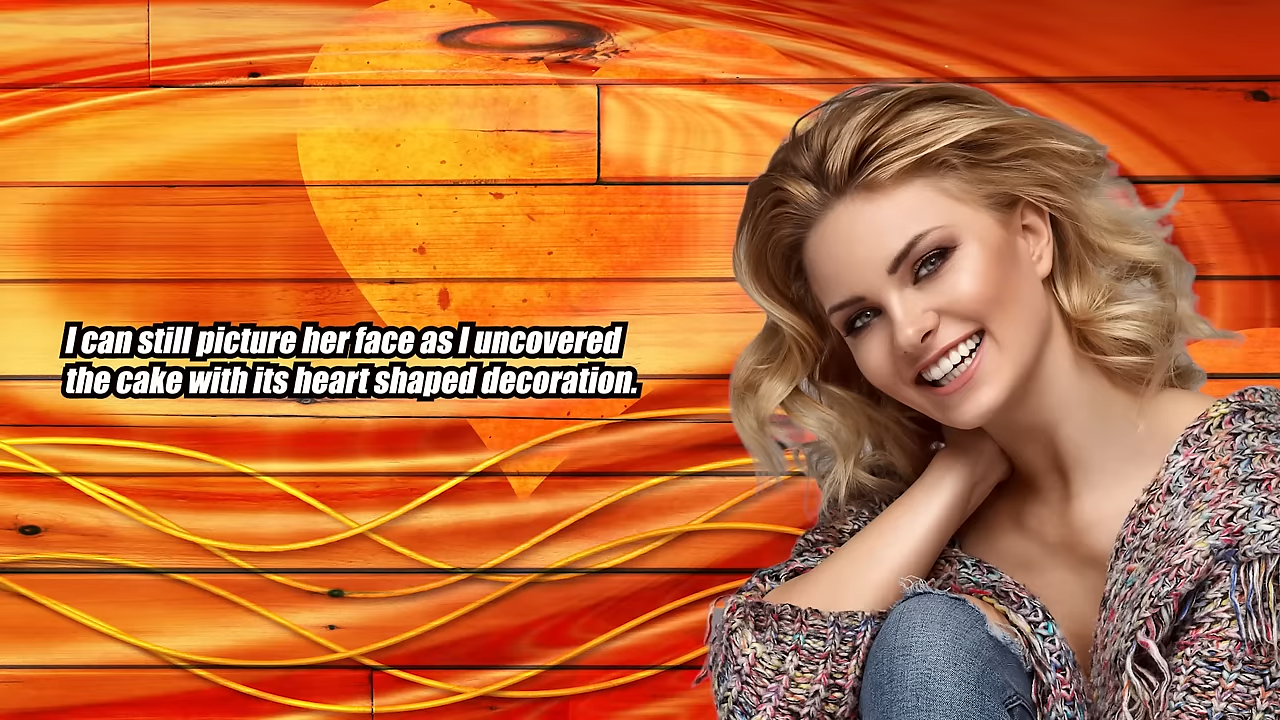 I can still picture her face as I uncovered
the cake with its heart shaped decoration.